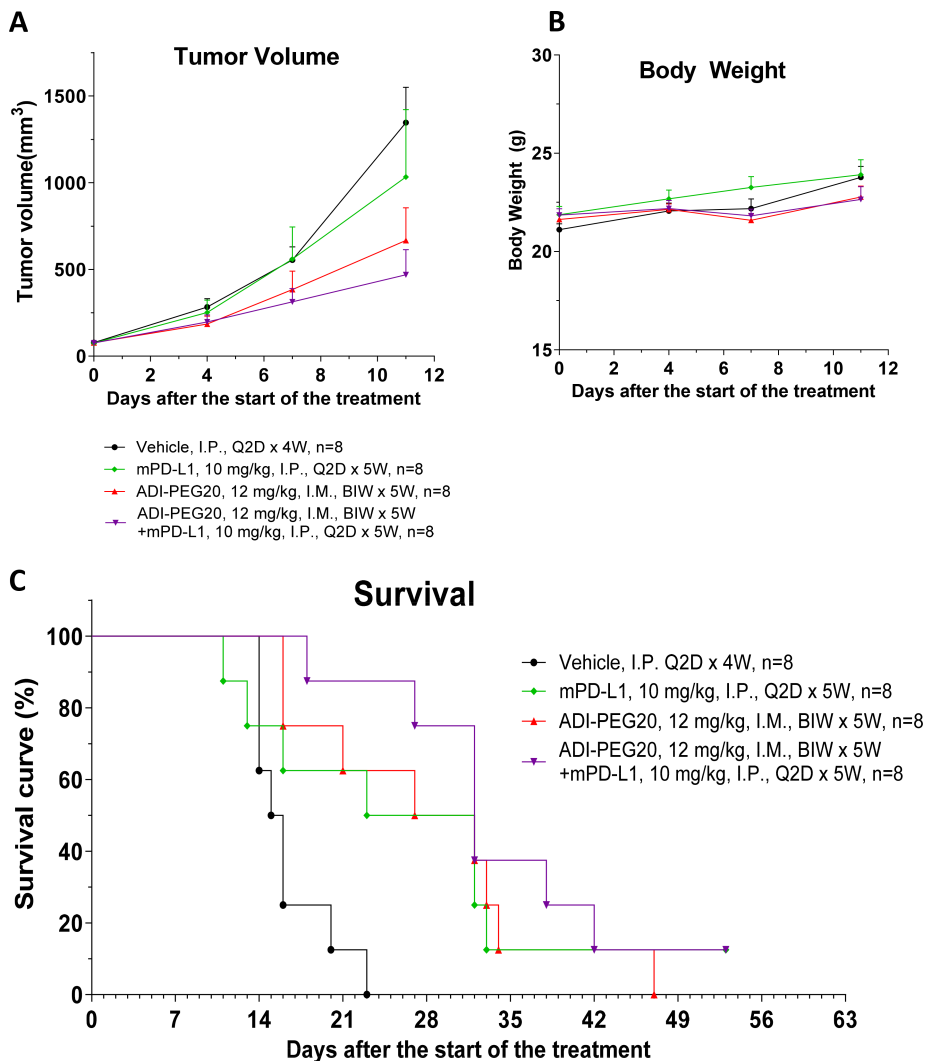 A
Tumor Volume
Tumor volume(mm3)
1500
1000
500
0
0 2 4 6 8 10 12
Days after the start of the treatment
B
Body Weight
Body Weight (g)
30
25
20
15
0 2 4 6 8 10 12
Days after the start of the treatment
Vehicle, I.P., Q2D x 4W, n=8
mPD-L1, 10 mg/kg, I.P., Q2D x 5W, n=8
ADI-PEG20, 12 mg/kg, I.M., BIW x 5W, n=8
ADI-PEG20, 12 mg/kg, I.M., BIW x 5W
+mPD-L1, 10 mg/kg, I.P., Q2D x 5W, n=8
C
Survival
Survival curve (%)
100
80
60
40
20
0
0 7 14 21 28 35 42 49 56 63
Days after the start of the treatment
Vehicle, I.P. Q2D x 4W, n=8
mPD-L1, 10 mg/kg, I.P., Q2D x 5W, n=8
ADI-PEG20, 12 mg/kg, I.M., BIW x 5W, n=8
ADI-PEG20, 12 mg/kg, I.M., BIW x 5W
+mPD-L1, 10 mg/kg, I.P., Q2D x 5W, n=8